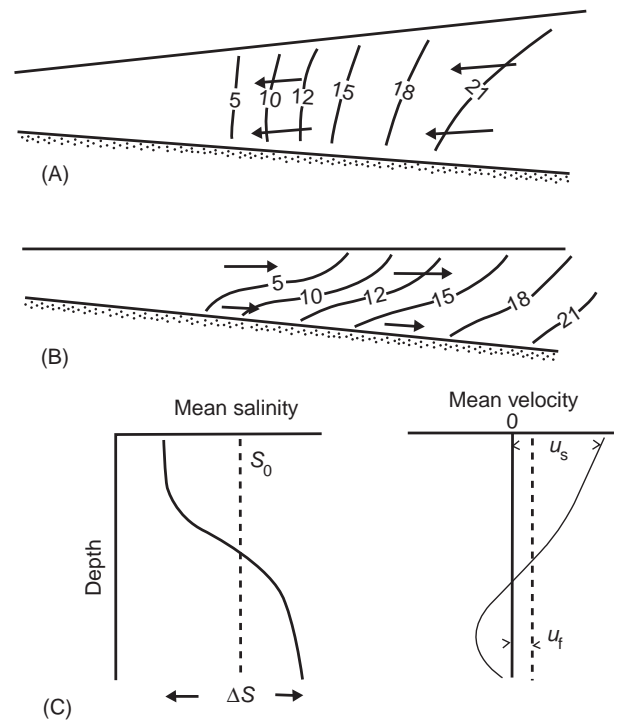 5 10 12 15 18 21
(A)
5 10 12 15 18 21
(B)
Mean salinity
S₀
Depth
ΔS
Mean velocity
0
uₛ
u_f
(C)